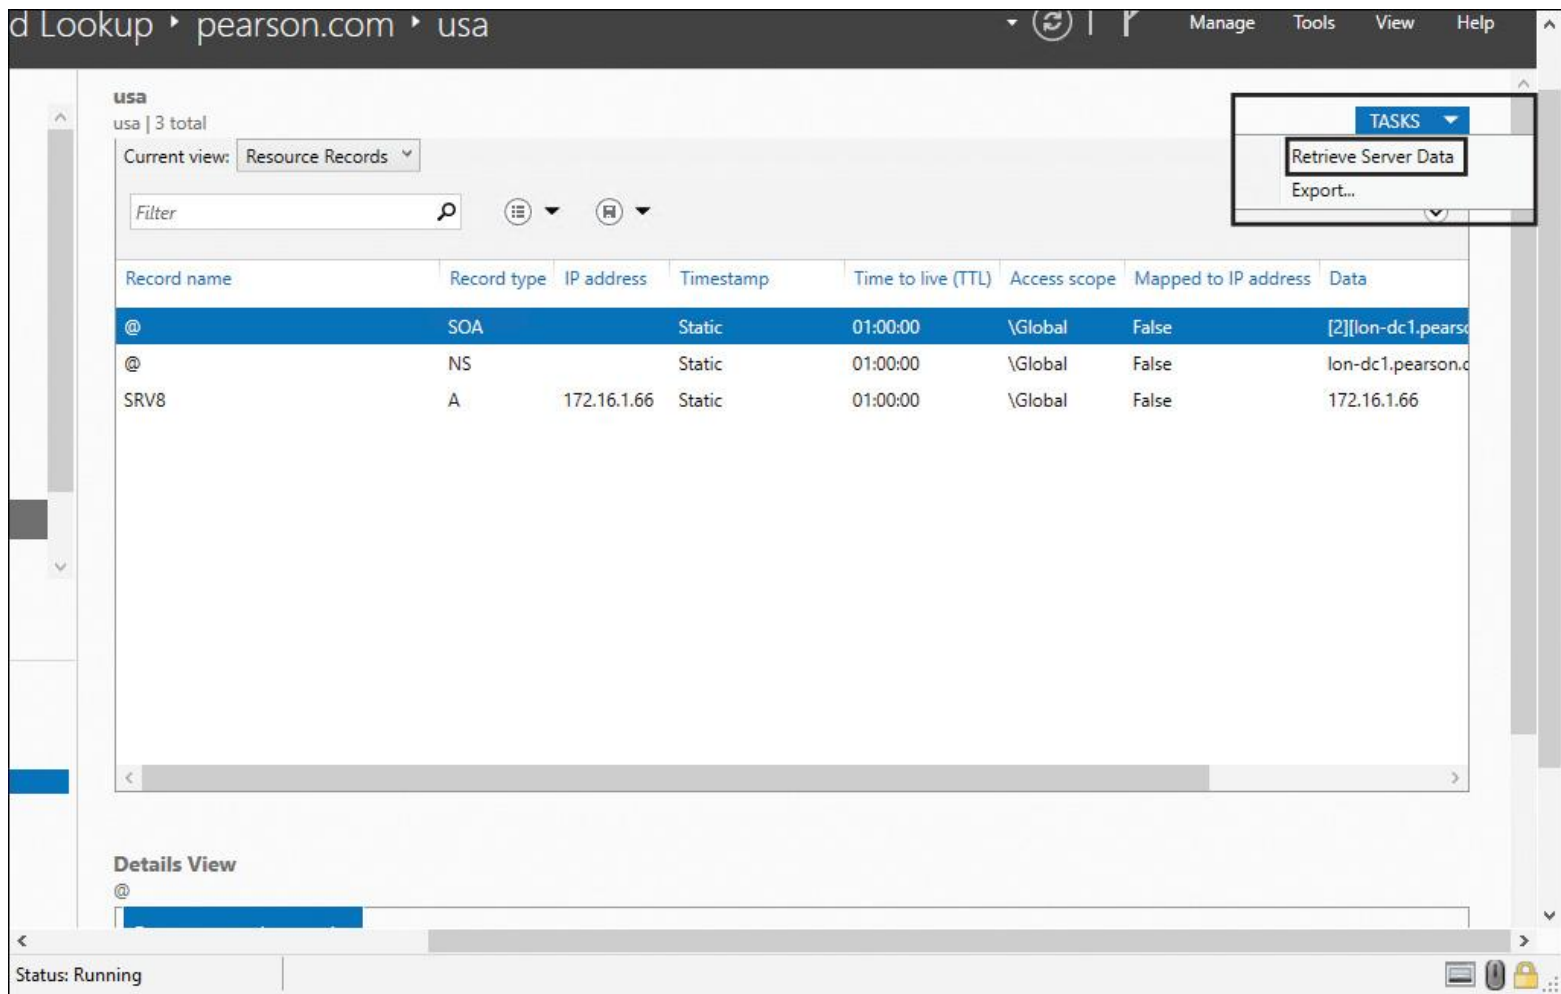 d Lookup ‣ pearson.com ‣ usa
Manage Tools View Help
usa
usa | 3 total
TASKS
Current view: Resource Records
Retrieve Server Data
Export...
Filter
Record name Record type IP address Timestamp Time to live (TTL) Access scope Mapped to IP address Data
@ SOA Static 01:00:00 \Global False [2][lon-dc1.pearso
@ NS Static 01:00:00 \Global False lon-dc1.pearson.c
SRV8 A 172.16.1.66 Static 01:00:00 \Global False 172.16.1.66
Details View
@
Status: Running